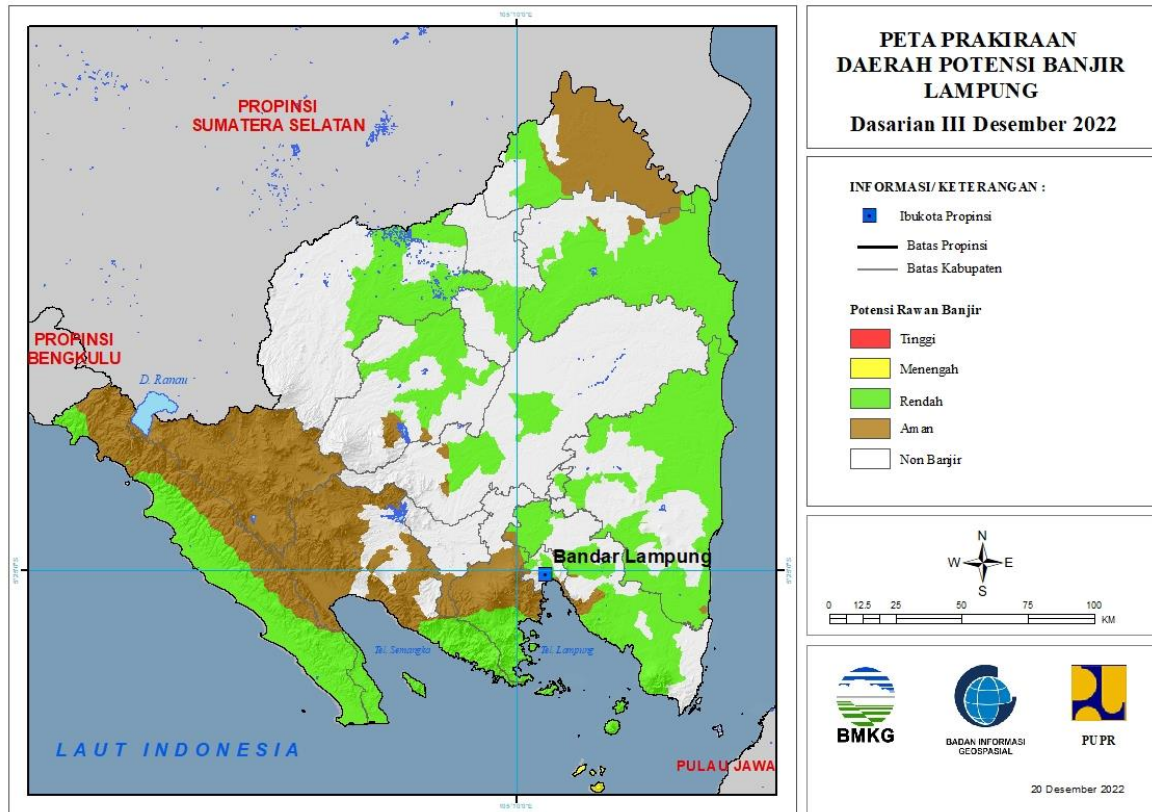 PROPINSI
SUMATERA SELATAN
PROPINSI
BENGKULU
D. Ranau
Bandar Lampung
Tel. Semangka
Tel. Lampung
LAUT INDONESIA
PULAU JAWA
PETA PRAKIRAAN
DAERAH POTENSI BANJIR
LAMPUNG
Dasarian III Desember 2022
INFORMASI/ KETERANGAN :
Ibukota Propinsi
Batas Propinsi
Batas Kabupaten
Potensi Rawan Banjir
Tinggi
Menengah
Rendah
Aman
Non Banjir
N
W E
S
0 12.5 25 50 75 100
KM
BMKG
BADAN INFORMASI
GEOSPASIAL
PUPR
20 Desember 2022